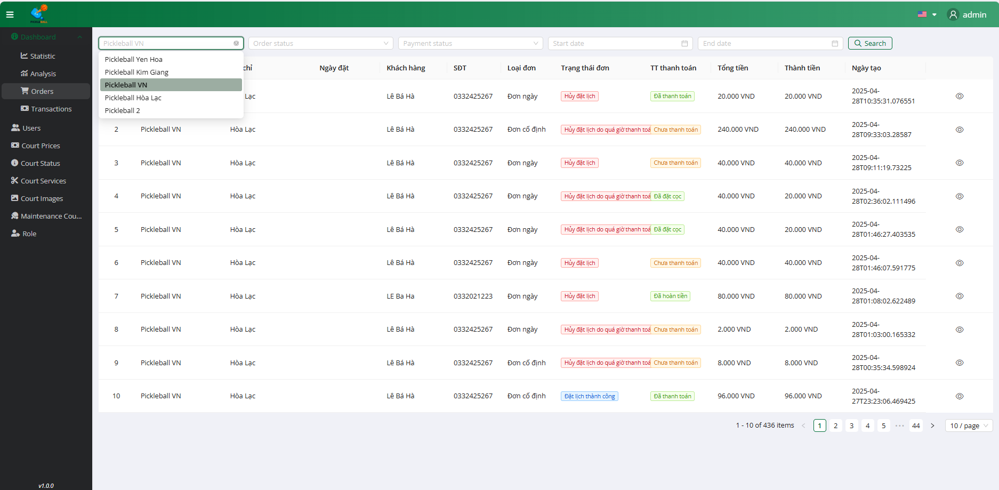 PICKLEBALL
admin
Dashboard
Statistic
Analysis
Orders
Transactions
Users
Court Prices
Court Status
Court Services
Court Images
Maintenance Cou...
Role
v1.0.0
Pickleball VN
Order status
Payment status
Start date
End date
Search
Pickleball Yen Hoa
Pickleball Kim Giang
Pickleball VN
Pickleball Hòa Lạc
Pickleball 2
chỉ Ngày đặt Khách hàng SĐT Loại đơn Trạng thái đơn TT thanh toán Tổng tiền Thành tiền Ngày tạo
Lạc Lê Bá Hà 0332425267 Đơn ngày Hủy đặt lịch Đã thanh toán 20.000 VND 20.000 VND 2025-04-
28T10:35:31.076551
2 Pickleball VN Hòa Lạc Lê Bá Hà 0332425267 Đơn cố định Hủy đặt lịch do quá giờ thanh toá Chưa thanh toán 240.000 VND 240.000 VND 2025-04-
28T09:33:03.28587
3 Pickleball VN Hòa Lạc Lê Bá Hà 0332425267 Đơn ngày Hủy đặt lịch Chưa thanh toán 40.000 VND 40.000 VND 2025-04-
28T09:11:19.73225
4 Pickleball VN Hòa Lạc Lê Bá Hà 0332425267 Đơn ngày Hủy đặt lịch do quá giờ thanh toá Đã đặt cọc 40.000 VND 20.000 VND 2025-04-
28T02:36:02.111496
5 Pickleball VN Hòa Lạc Lê Bá Hà 0332425267 Đơn ngày Hủy đặt lịch do quá giờ thanh toá Đã đặt cọc 40.000 VND 20.000 VND 2025-04-
28T01:46:27.403535
6 Pickleball VN Hòa Lạc Lê Bá Hà 0332425267 Đơn ngày Hủy đặt lịch Chưa thanh toán 40.000 VND 40.000 VND 2025-04-
28T01:46:07.591775
7 Pickleball VN Hòa Lạc LE Ba Ha 0332021223 Đơn ngày Hủy đặt lịch Đã hoàn tiền 80.000 VND 80.000 VND 2025-04-
28T01:08:02.622489
8 Pickleball VN Hòa Lạc Lê Bá Hà 0332425267 Đơn ngày Hủy đặt lịch do quá giờ thanh toá Chưa thanh toán 2.000 VND 2.000 VND 2025-04-
28T01:03:00.165332
9 Pickleball VN Hòa Lạc Lê Bá Hà 0332425267 Đơn cố định Hủy đặt lịch do quá giờ thanh toá Chưa thanh toán 8.000 VND 8.000 VND 2025-04-
28T00:35:34.598924
10 Pickleball VN Hòa Lạc Lê Bá Hà 0332425267 Đơn cố định Đặt lịch thành công Đã thanh toán 96.000 VND 96.000 VND 2025-04-
27T23:23:06.469425
1 - 10 of 436 items < 1 2 3 4 5 ••• 44 > 10 / page